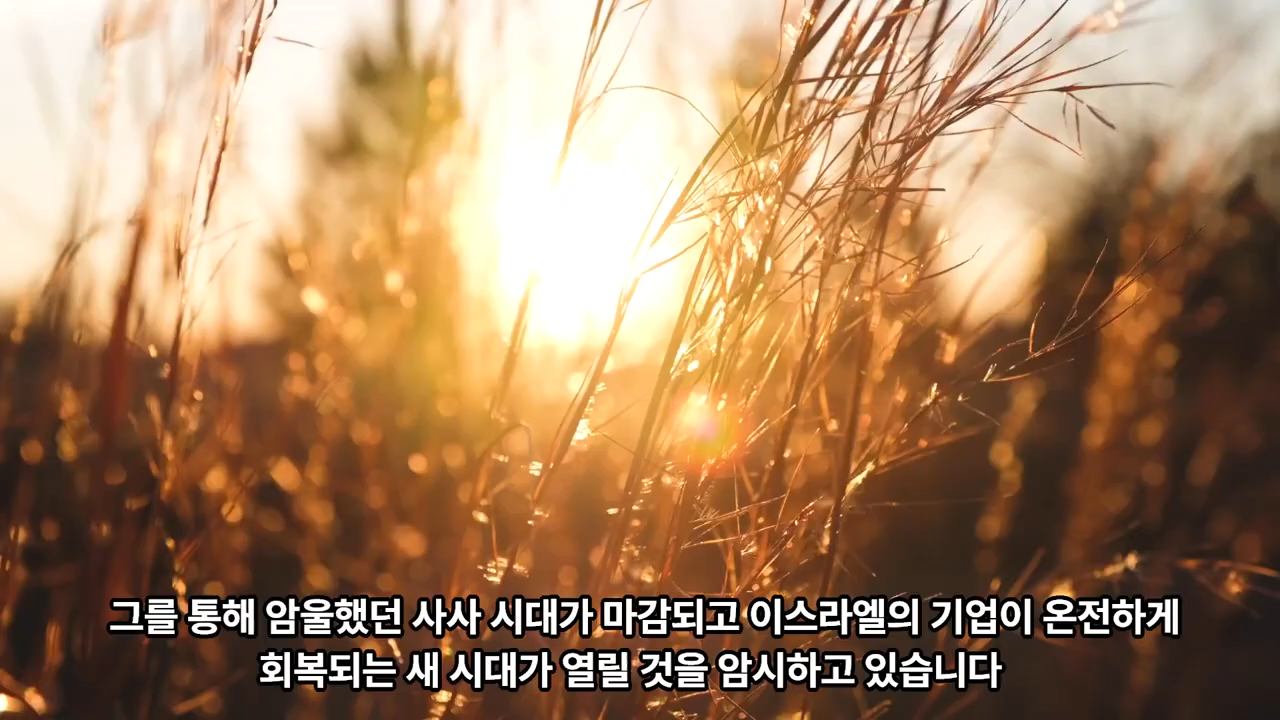 그를 통해 암울했던 사사 시대가 마감되고 이스라엘의 기업이 온전하게
회복되는 새 시대가 열릴 것을 암시하고 있습니다